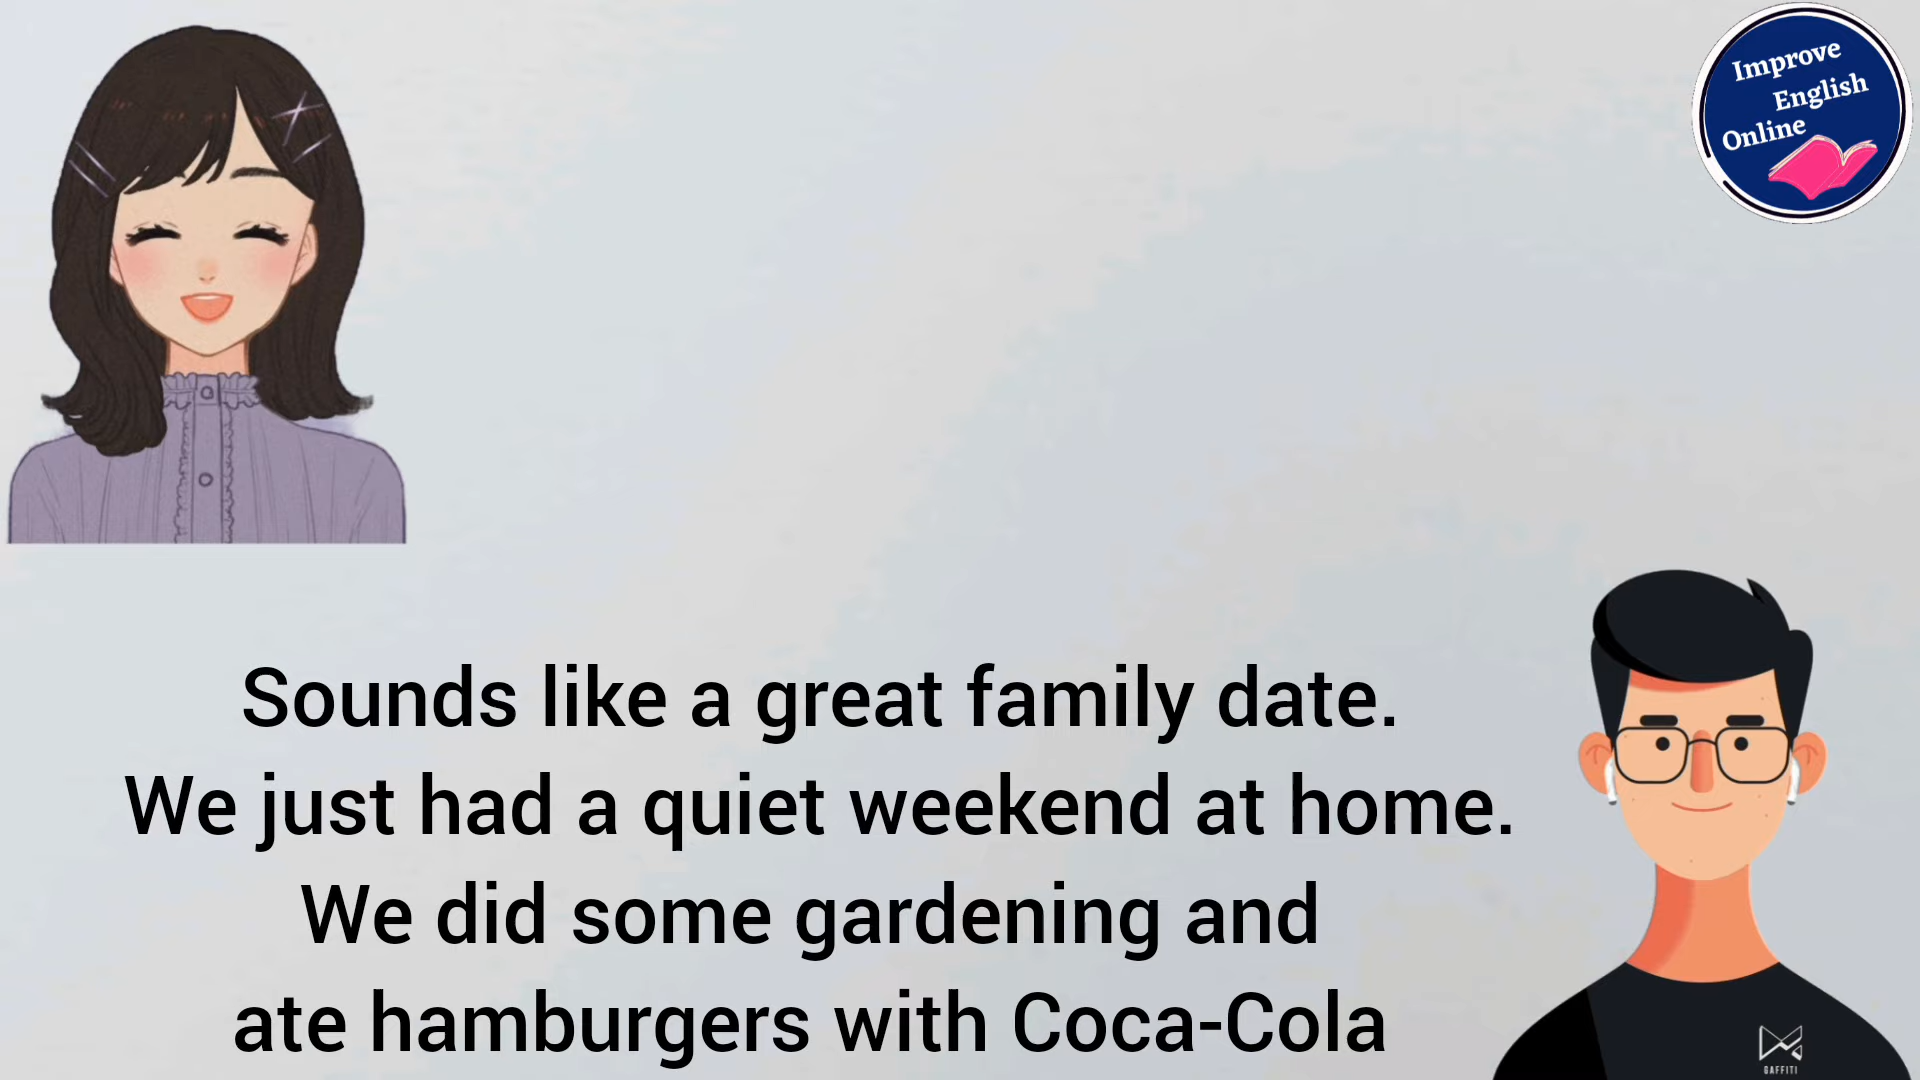 Improve
English
Online
Sounds like a great family date.
We just had a quiet weekend at home.
We did some gardening and
ate hamburgers with Coca-Cola
GAFFITI